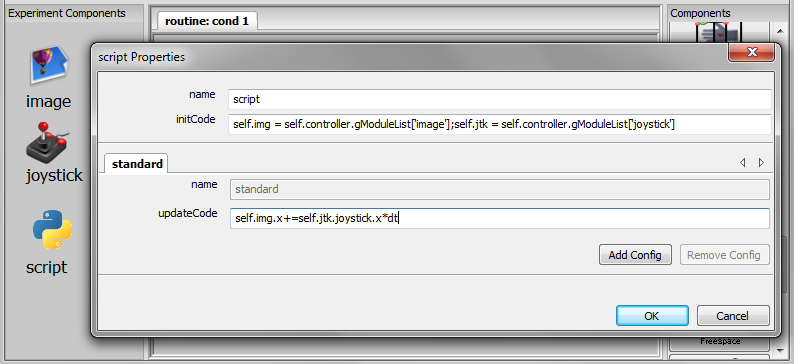 Experiment Components
routine: cond 1
Components
image
joystick
script
script Properties
name
script
initCode
self.img = self.controller.gModuleList['image'];self.jtk = self.controller.gModuleList['joystick']
standard
name
standard
updateCode
self.img.x+=self.jtk.joystick.x*dt
Add Config
Remove Config
OK
Cancel
Freespace